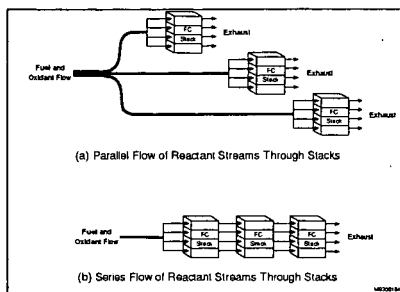 FC
Stack
Exhaust
Fuel and
Oxidant Flow
FC
Stack
Exhaust
FC
Stack
Exhaust
(a) Parallel Flow of Reactant Streams Through Stacks
Fuel and
Oxidant Flow
FC
Stack
FC
Stack
FC
Stack
Exhaust
(b) Series Flow of Reactant Streams Through Stacks